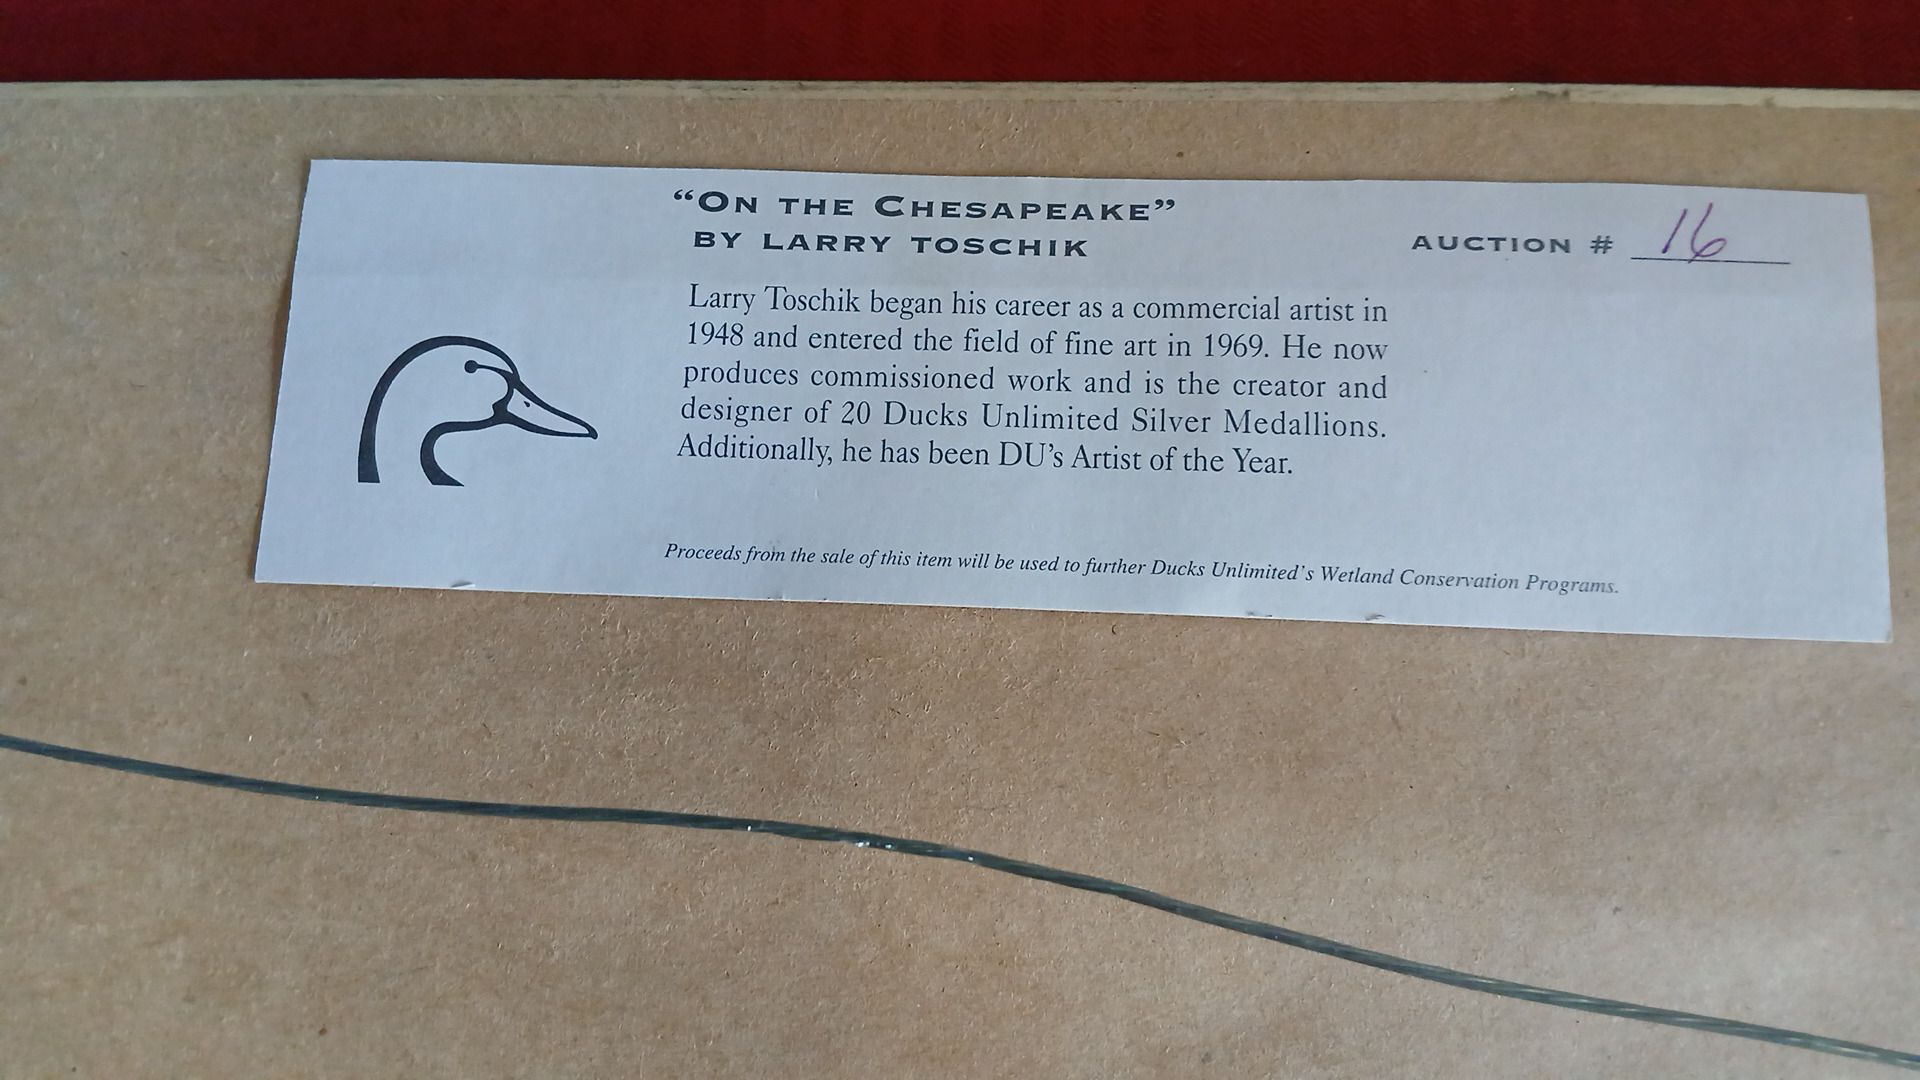 “ON THE CHESAPEAKE”
BY LARRY TOSCHIK
AUCTION # 16
Larry Toschik began his career as a commercial artist in
1948 and entered the field of fine art in 1969. He now
produces commissioned work and is the creator and
designer of 20 Ducks Unlimited Silver Medallions.
Additionally, he has been DU’s Artist of the Year.
Proceeds from the sale of this item will be used to further Ducks Unlimited’s Wetland Conservation Programs.